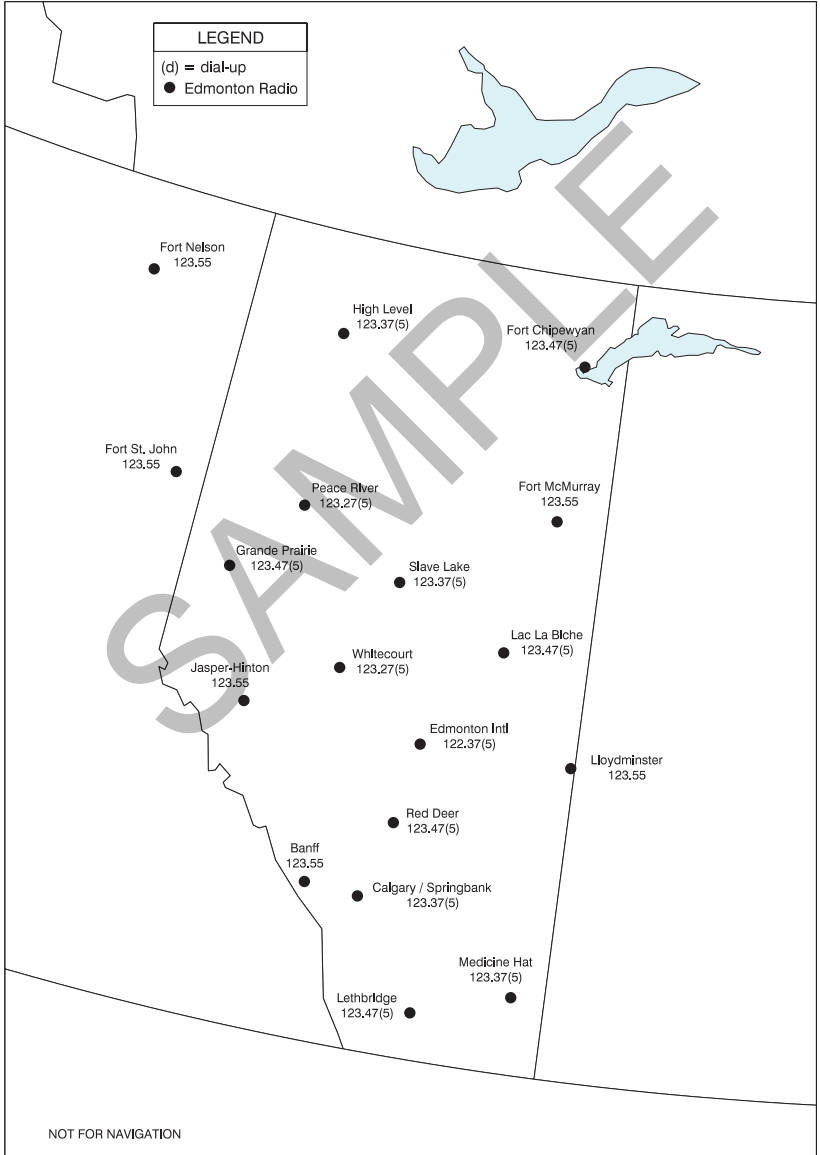 LEGEND
(d) = dial-up
Edmonton Radio
Fort Nelson
123.55
High Level
123.37(5)
Fort Chipewyan
123.47(5)
Fort St. John
123.55
Peace River
123.27(5)
Fort McMurray
123.55
Grande Prairie
123.47(5)
Slave Lake
123.37(5)
Lac La Biche
123.47(5)
Whitecourt
123.27(5)
Jasper-Hinton
123.55
Edmonton Intl
122.37(5)
Lloydminster
123.55
Red Deer
123.47(5)
Banff
123.55
Calgary / Springbank
123.37(5)
Medicine Hat
123.37(5)
Lethbridge
123.47(5)
SAMPLE
NOT FOR NAVIGATION